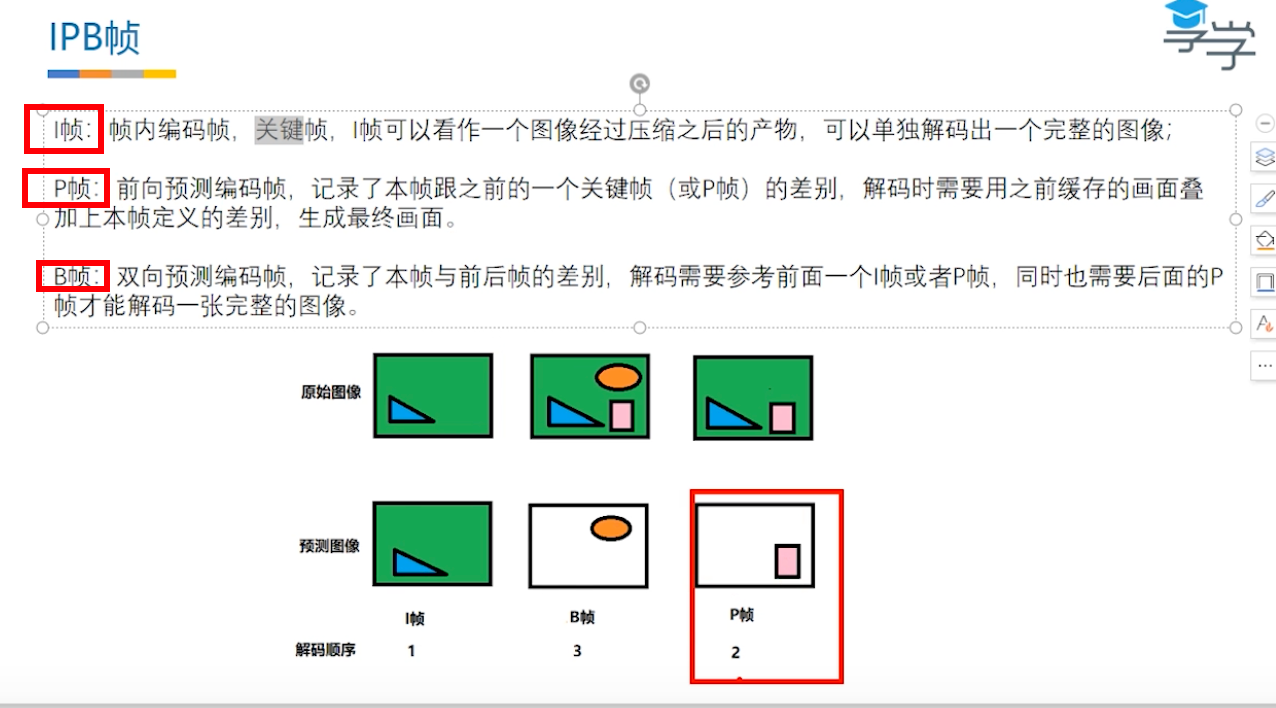 IPB帧
享学
I帧：帧内编码帧，关键帧，I帧可以看作一个图像经过压缩之后的产物，可以单独解码出一个完整的图像；
P帧：前向预测编码帧，记录了本帧跟之前的一个关键帧（或P帧）的差别，解码时需要用之前缓存的画面叠
加上本帧定义的差别，生成最终画面。
B帧：双向预测编码帧，记录了本帧与前后帧的差别，解码需要参考前面一个I帧或者P帧，同时也需要后面的P
帧才能解码一张完整的图像。
原始图像
预测图像
I帧 B帧 P帧
解码顺序 1 3 2